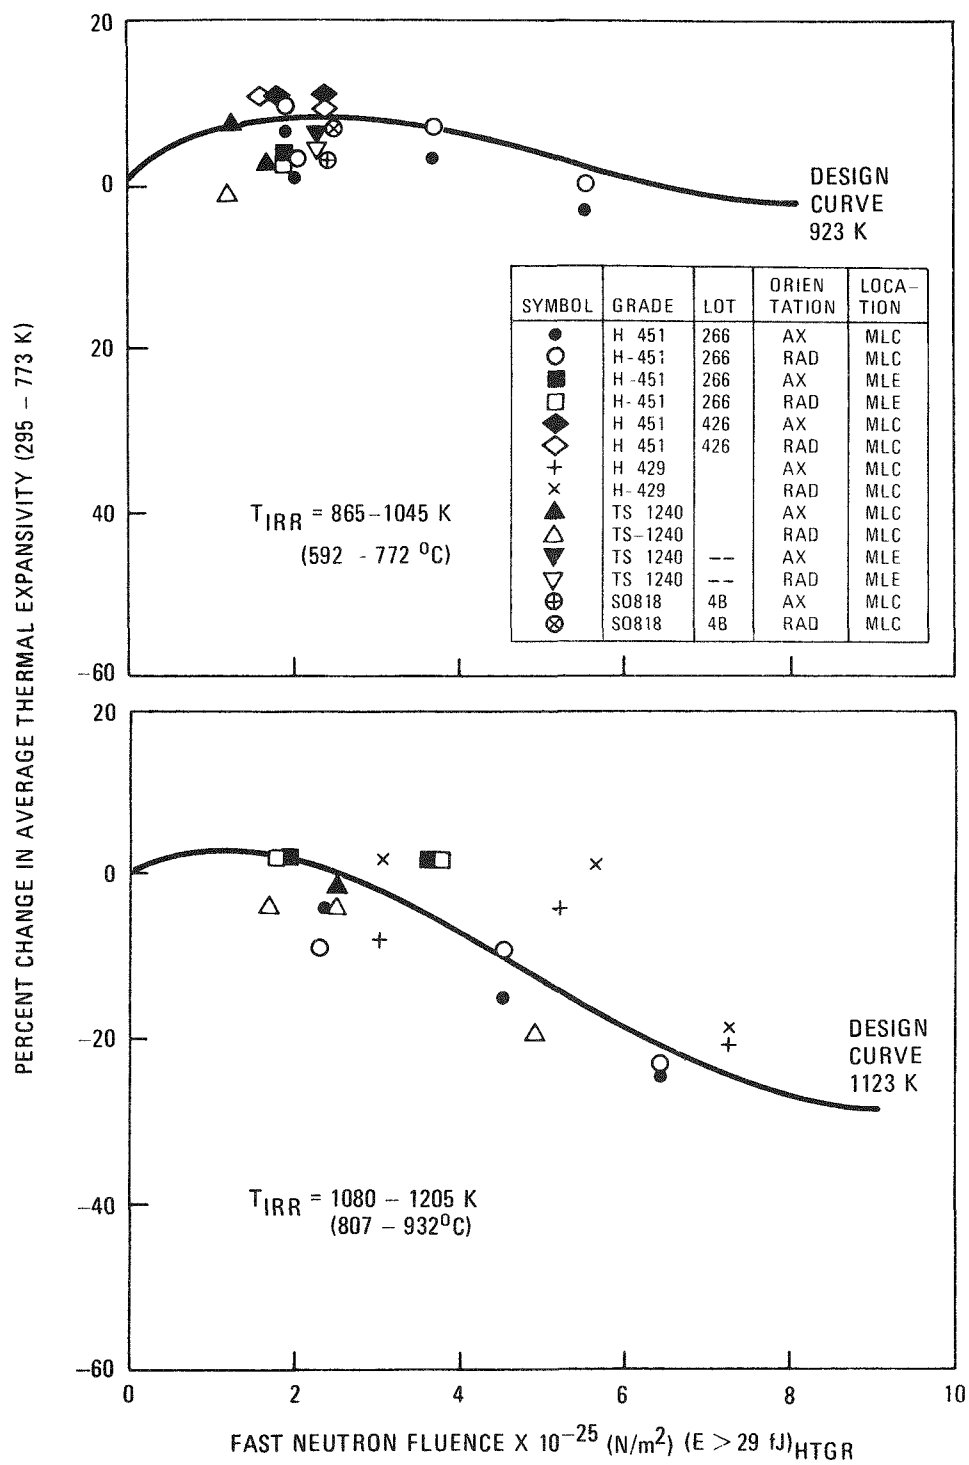 PERCENT CHANGE IN AVERAGE THERMAL EXPANSIVITY (295 – 773 K)
20
0
20
40
–60
DESIGN
CURVE
923 K
T_IRR = 865–1045 K
(592 - 772 ⁰C)
SYMBOL GRADE LOT ORIEN TATION LOCA– TION
● H 451 266 AX MLC
○ H-451 266 RAD MLC
■ H-451 266 AX MLE
□ H-451 266 RAD MLE
◆ H 451 426 AX MLC
◇ H 451 426 RAD MLC
+ H 429 AX MLC
× H-429 RAD MLC
▲ TS 1240 AX MLC
△ TS–1240 RAD MLC
▼ TS 1240 –– AX MLE
▽ TS 1240 –– RAD MLE
⊕ SO818 4B AX MLC
⊗ SO818 4B RAD MLC
20
0
–20
–40
–60
DESIGN
CURVE
1123 K
T_IRR = 1080 – 1205 K
(807 – 932⁰C)
0 2 4 6 8 10
FAST NEUTRON FLUENCE X 10⁻²⁵ (N/m²) (E > 29 fJ)_HTGR